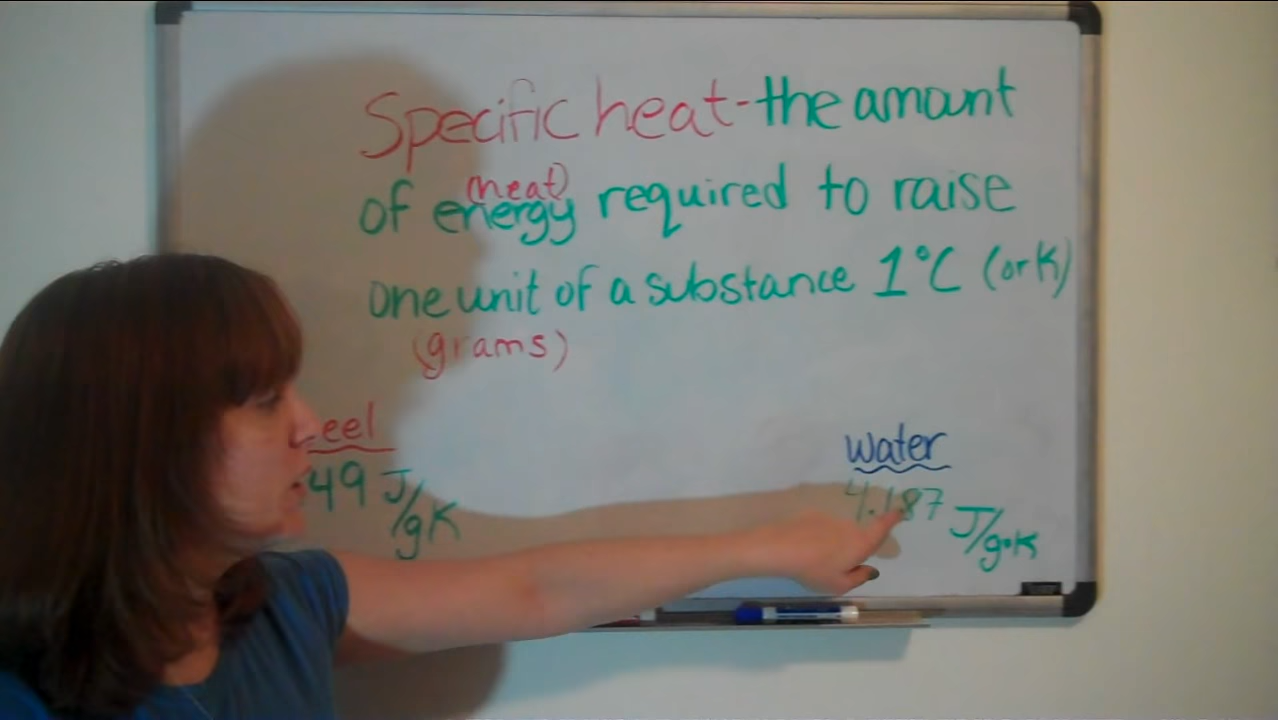 Specific heat - the amount
(heat)
of energy required to raise
one unit of a substance 1°C (or K)
(grams)
eel
49 J/gK
water
4.187 J/g•K